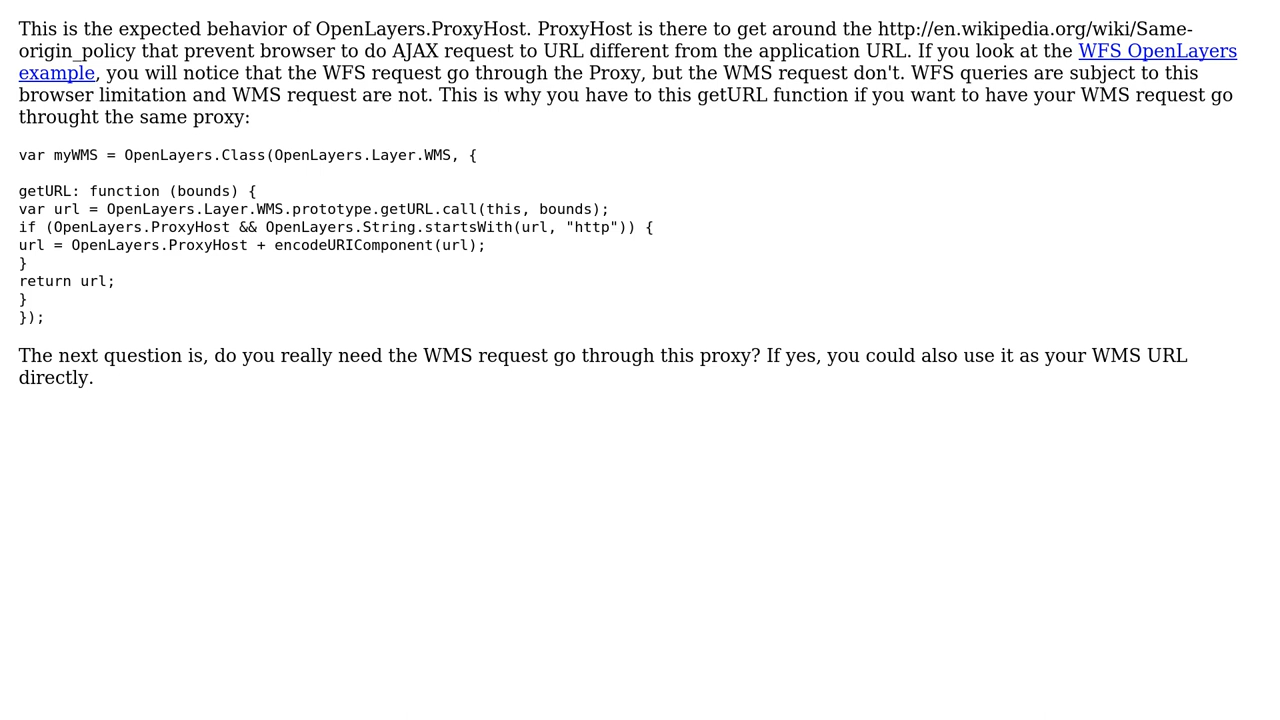 This is the expected behavior of OpenLayers.ProxyHost. ProxyHost is there to get around the http://en.wikipedia.org/wiki/Same-
origin_policy that prevent browser to do AJAX request to URL different from the application URL. If you look at the WFS OpenLayers
example, you will notice that the WFS request go through the Proxy, but the WMS request don't. WFS queries are subject to this
browser limitation and WMS request are not. This is why you have to this getURL function if you want to have your WMS request go
throught the same proxy:
var myWMS = OpenLayers.Class(OpenLayers.Layer.WMS, {
getURL: function (bounds) {
var url = OpenLayers.Layer.WMS.prototype.getURL.call(this, bounds);
if (OpenLayers.ProxyHost && OpenLayers.String.startsWith(url, "http")) {
url = OpenLayers.ProxyHost + encodeURIComponent(url);
}
return url;
}
});
The next question is, do you really need the WMS request go through this proxy? If yes, you could also use it as your WMS URL
directly.